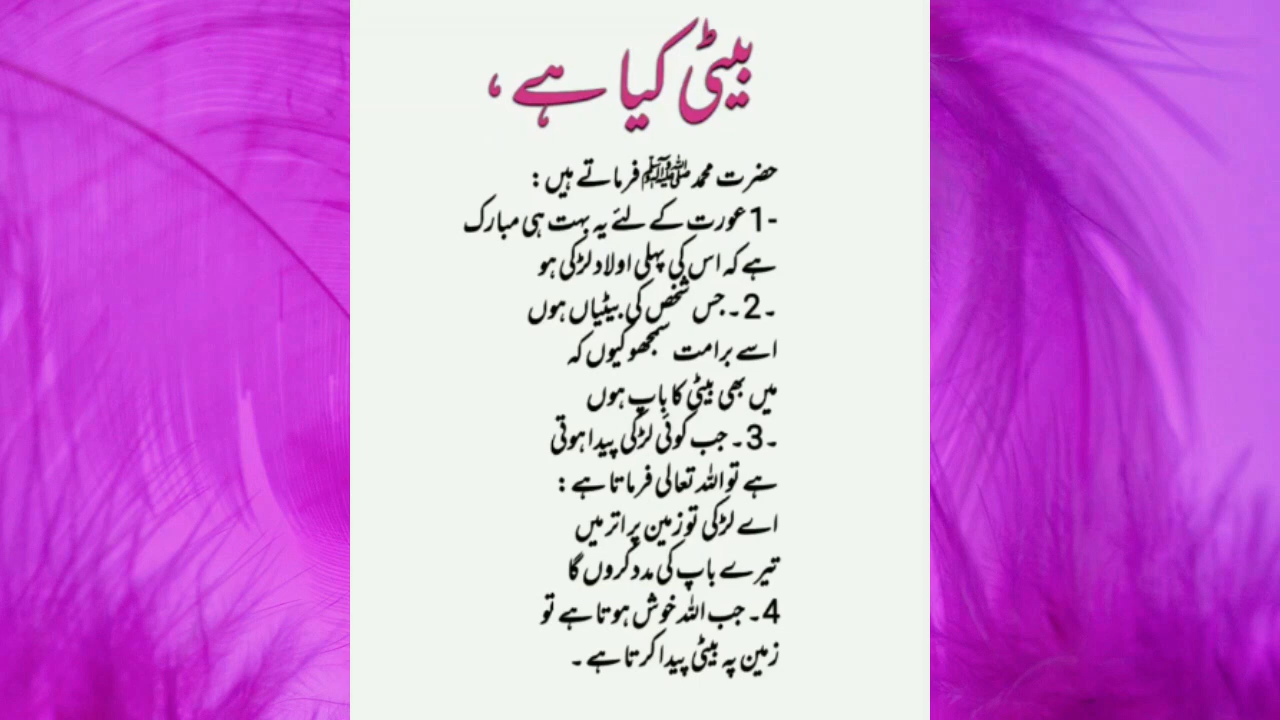 بیٹی کیا ہے ،
حضرت محمدﷺ فرماتے ہیں :
-1 عورت کے لئے یہ بہت ہی مبارک
ہے کہ اس کی پہلی اولاد لڑکی ہو
۔2۔ جس شخص کی بیٹیاں ہوں
اسے برامت سمجھو کیوں کہ
میں بھی بیٹی کا باپ ہوں
۔3۔ جب کوئی لڑکی پیدا ہوتی
ہے تو اللہ تعالی فرماتا ہے :
اے لڑکی تو زمین پر اتر میں
تیرے باپ کی مدد کروں گا
4۔ جب اللہ خوش ہوتا ہے تو
زمین پہ بیٹی پیدا کرتا ہے ۔